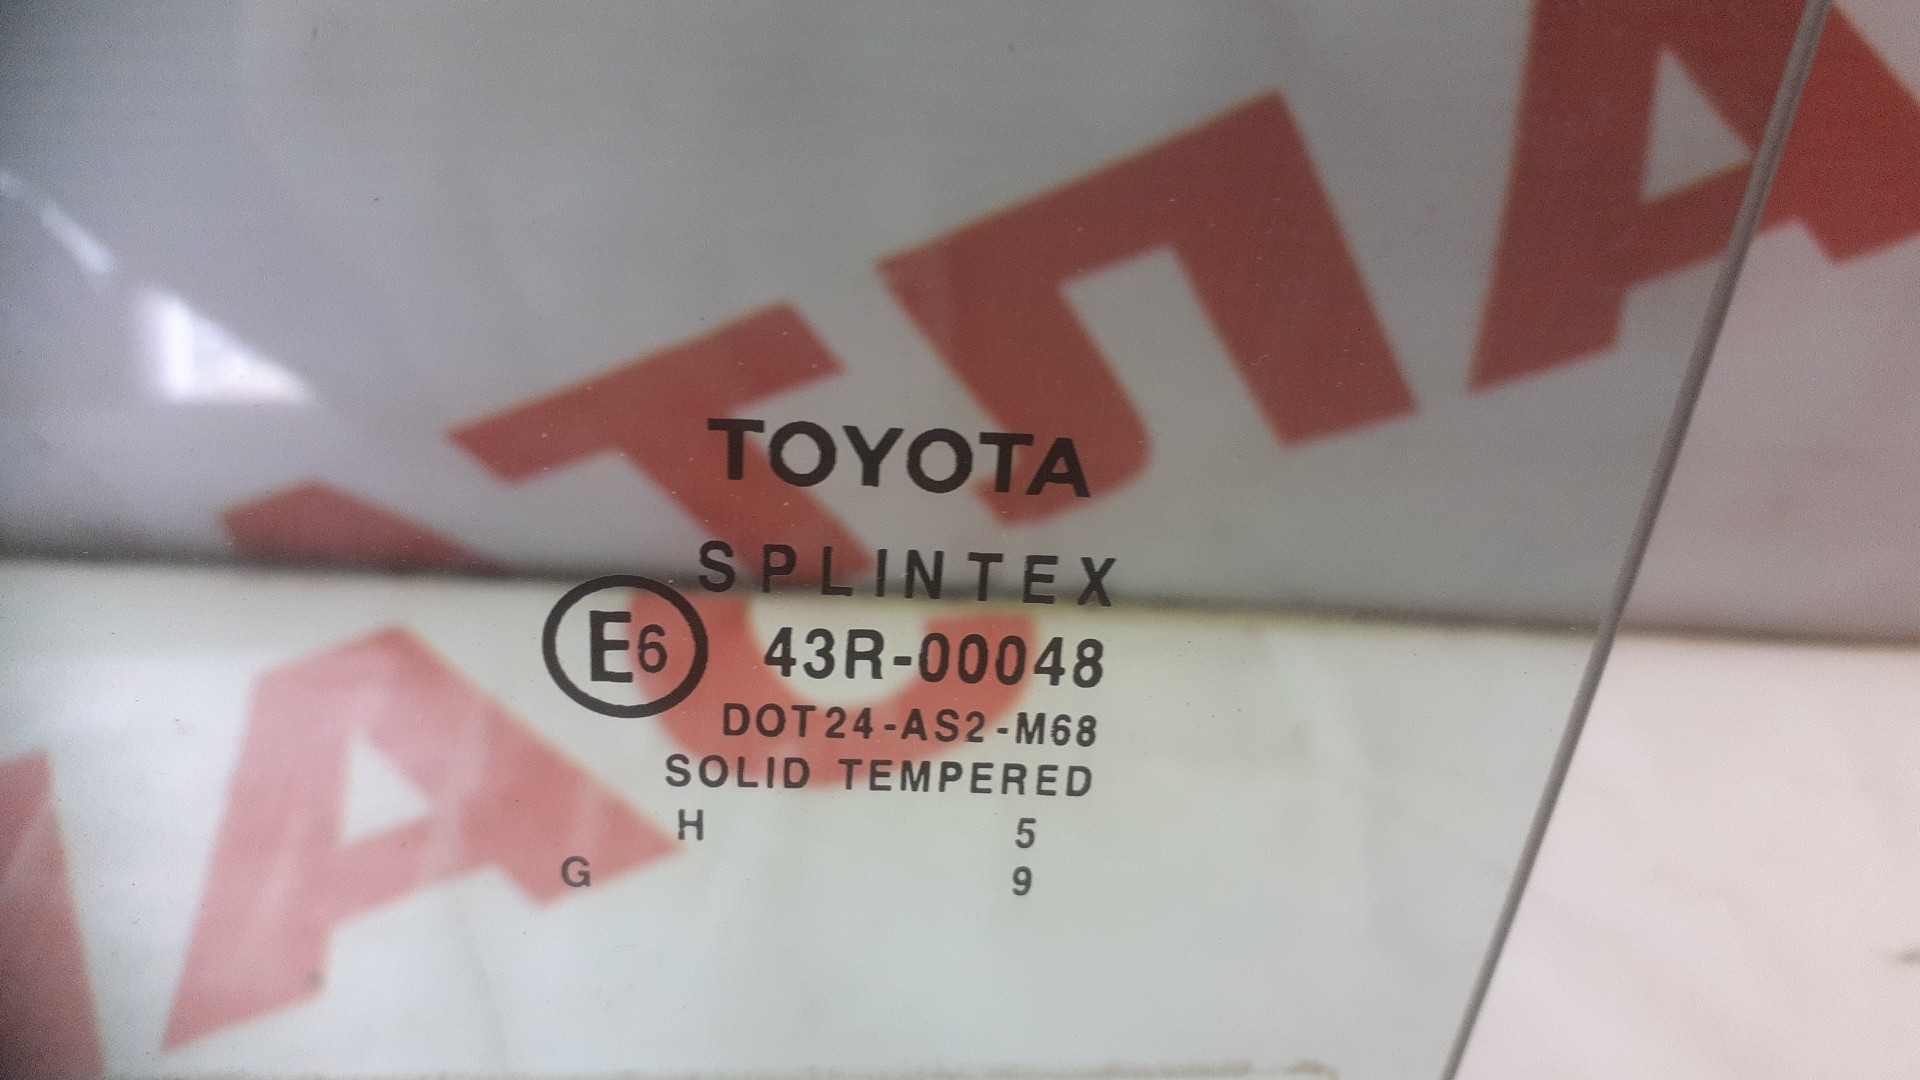 TOYOTA
SPLINTEX
E6 43R-00048
DOT24-AS2-M68
SOLID TEMPERED
H 5
G 9